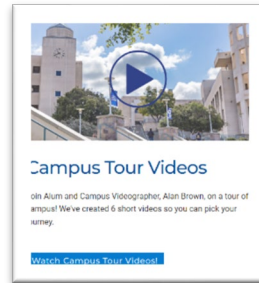 Campus Tour Videos
oin Alum and Campus Videographer, Alan Brown, on a tour of
ampus! We've created 6 short videos so you can pick your
ourney.
Watch Campus Tour Videos!